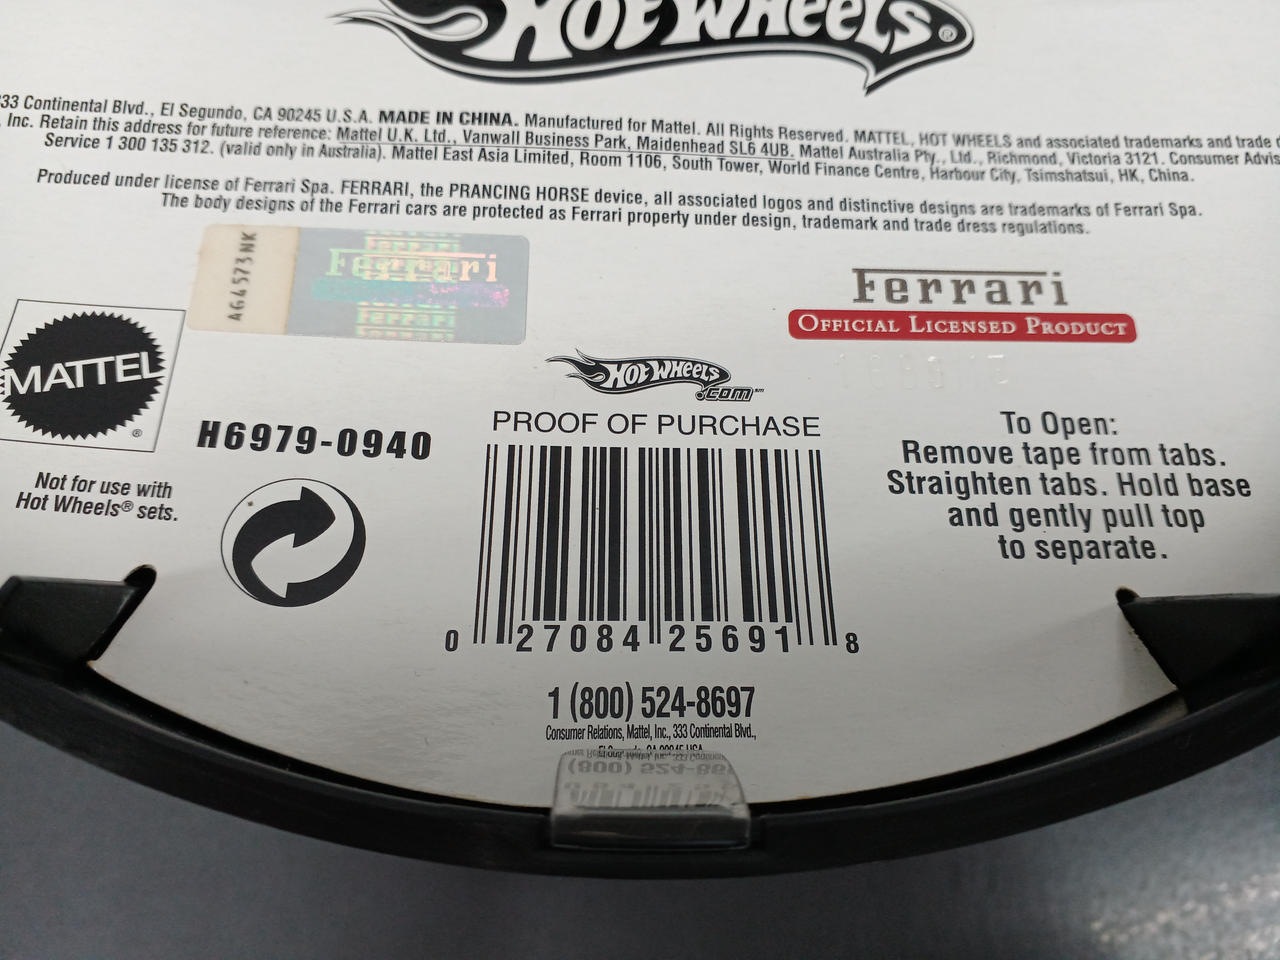 Hot Wheels®
33 Continental Blvd., El Segundo, CA 90245 U.S.A. MADE IN CHINA. Manufactured for Mattel. All Rights Reserved. MATTEL, HOT WHEELS and associated trademarks and trade
Inc. Retain this address for future reference: Mattel U.K. Ltd., Vanwall Business Park, Maidenhead SL6 4UB. Mattel Australia Pty., Ltd., Richmond, Victoria 3121. Consumer Advis
Service 1 300 135 312. (valid only in Australia). Mattel East Asia Limited, Room 1106, South Tower, World Finance Centre, Harbour City, Tsimshatsui, HK, China.
Produced under license of Ferrari Spa. FERRARI, the PRANCING HORSE device, all associated logos and distinctive designs are trademarks of Ferrari Spa.
The body designs of the Ferrari cars are protected as Ferrari property under design, trademark and trade dress regulations.
AG4573NK
Ferrari
Ferrari
Ferrari
Ferrari
Ferrari
OFFICIAL LICENSED PRODUCT
MATTEL®
Hot Wheels
.com℠
H6979-0940
PROOF OF PURCHASE
To Open:
Remove tape from tabs.
Straighten tabs. Hold base
and gently pull top
to separate.
Not for use with
Hot Wheels® sets.
0 27084 25691 8
1 (800) 524-8697
Consumer Relations, Mattel, Inc., 333 Continental Blvd.,